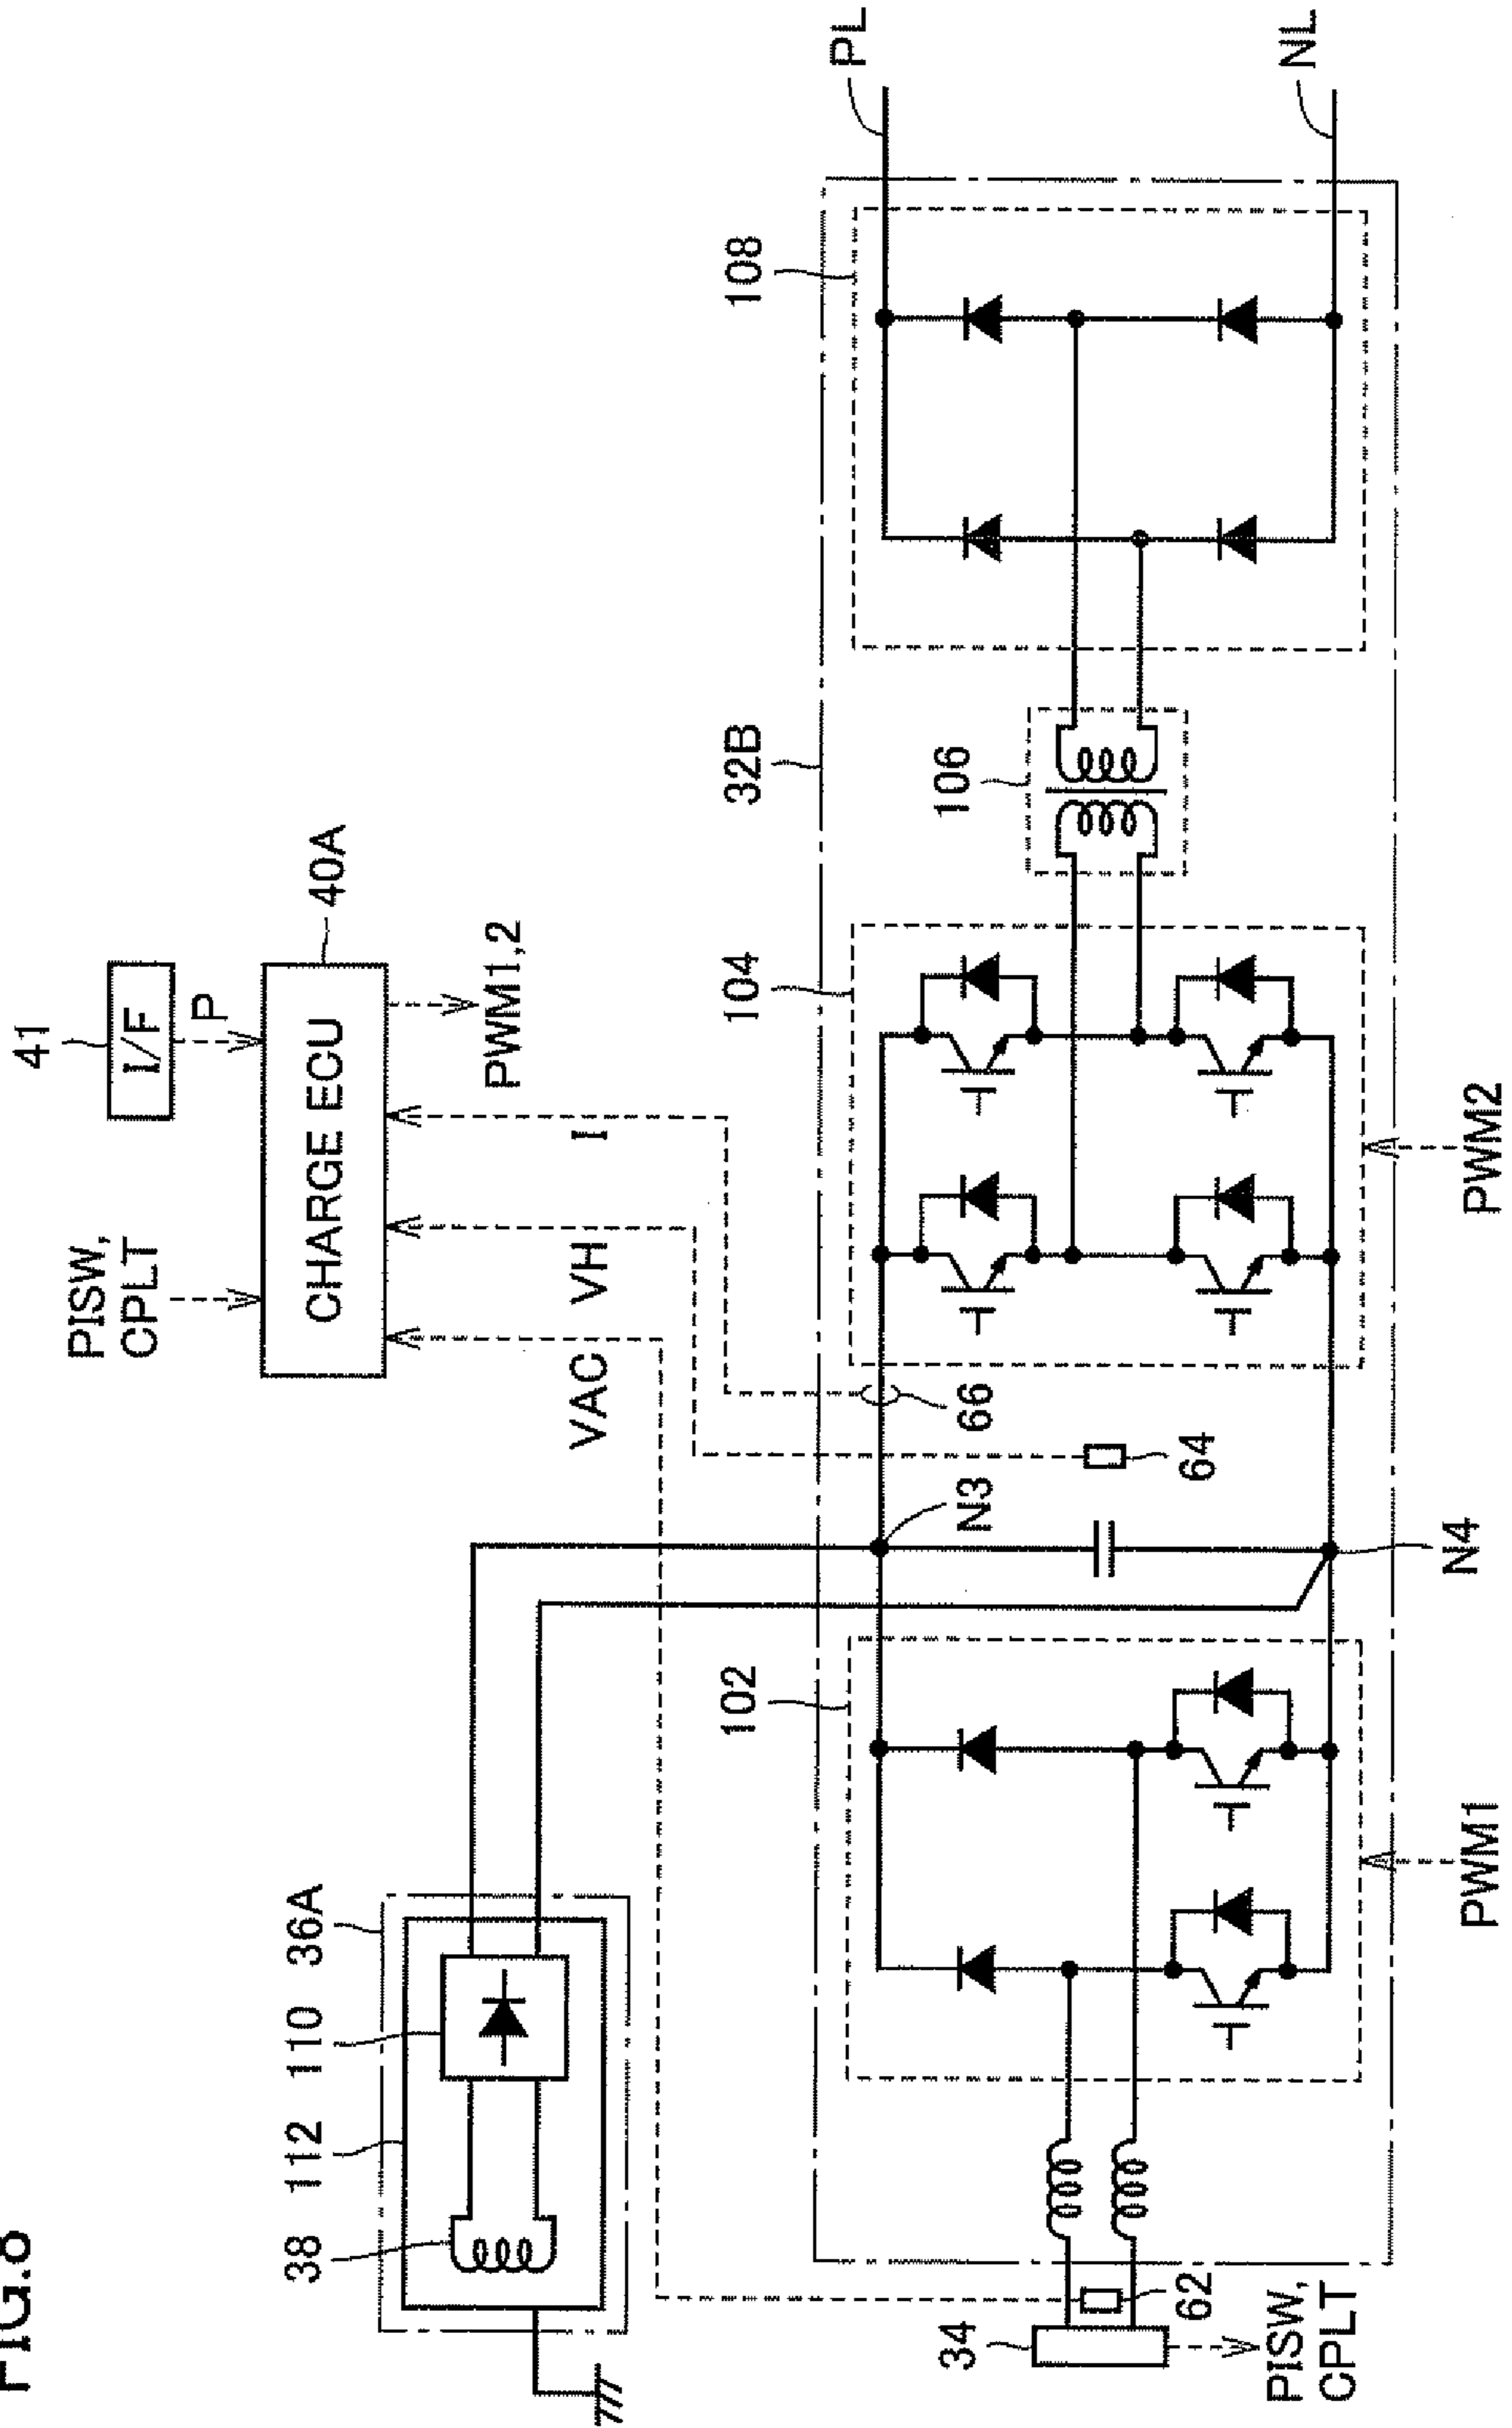 FIG.8
41
I/F
P
PISW,
CPLT
CHARGE ECU
40A
PWM1,2
VAC
VH
I
38
112
110
36A
32B
102
104
106
108
PL
NL
N3
66
64
N4
34
62
PISW,
CPLT
PWM1
PWM2